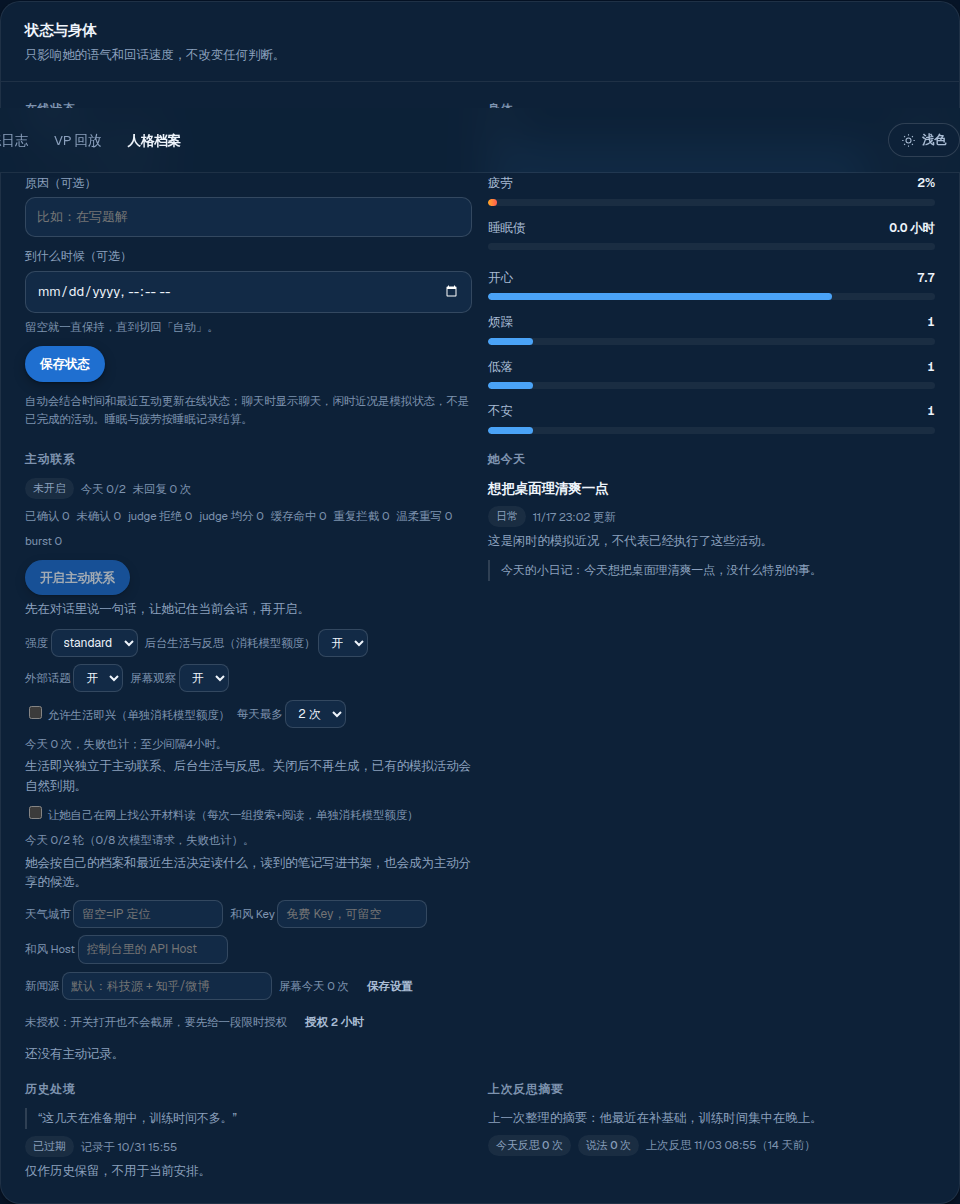 状态与身体
只影响她的语气和回话速度，不改变任何判断。
日志 VP 回放 人格档案 浅色
原因（可选）
比如：在写题解
到什么时候（可选）
mm/dd/yyyy, --:-- --
留空就一直保持，直到切回「自动」。
保存状态
自动会结合时间和最近互动更新在线状态；聊天时显示聊天，闲时近况是模拟状态，不是
已完成的活动。睡眠与疲劳按睡眠记录结算。
疲劳 2%
睡眠债 0.0 小时
开心 7.7
烦躁 1
低落 1
不安 1
主动联系
未开启 今天 0/2 未回复 0 次
已确认 0 未确认 0 judge 拒绝 0 judge 均分 0 缓存命中 0 重复拦截 0 温柔重写 0
burst 0
开启主动联系
先在对话里说一句话，让她记住当前会话，再开启。
强度 standard 后台生活与反思（消耗模型额度） 开
外部话题 开 屏幕观察 开
允许生活即兴（单独消耗模型额度） 每天最多 2 次
今天 0 次，失败也计；至少间隔4小时。
生活即兴独立于主动联系、后台生活与反思。关闭后不再生成，已有的模拟活动会
自然到期。
让她自己在网上找公开材料读（每次一组搜索+阅读，单独消耗模型额度）
今天 0/2 轮（0/8 次模型请求，失败也计）。
她会按自己的档案和最近生活决定读什么，读到的笔记写进书架，也会成为主动分
享的候选。
天气城市 留空=IP 定位 和风 Key 免费 Key，可留空
和风 Host 控制台里的 API Host
新闻源 默认：科技源 + 知乎/微博 屏幕今天 0 次 保存设置
未授权：开关打开也不会截屏，要先给一段限时授权 授权 2 小时
还没有主动记录。
她今天
想把桌面理清爽一点
日常 11/17 23:02 更新
这是闲时的模拟近况，不代表已经执行了这些活动。
今天的小日记：今天想把桌面理清爽一点，没什么特别的事。
历史处境
“这几天在准备期中，训练时间不多。”
已过期 记录于 10/31 15:55
仅作历史保留，不用于当前安排。
上次反思摘要
上一次整理的摘要：他最近在补基础，训练时间集中在晚上。
今天反思 0 次 说法 0 次 上次反思 11/03 08:55（14 天前）